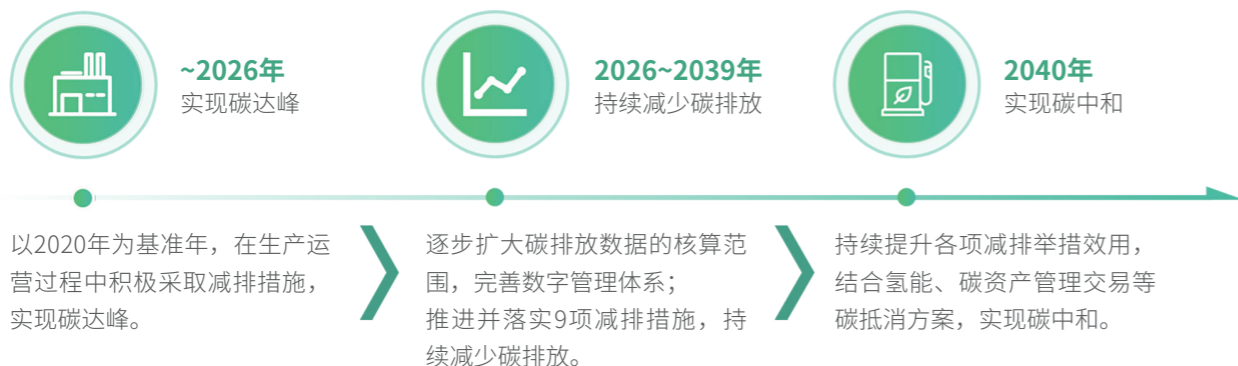 ~2026年
实现碳达峰
2026~2039年
持续减少碳排放
2040年
实现碳中和
以2020年为基准年，在生产运
营过程中积极采取减排措施，
实现碳达峰。
逐步扩大碳排放数据的核算范
围，完善数字管理体系；
推进并落实9项减排措施，持
续减少碳排放。
持续提升各项减排举措效用，
结合氢能、碳资产管理交易等
碳抵消方案，实现碳中和。